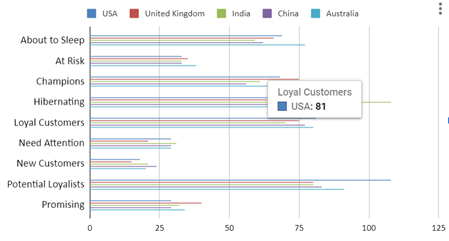 USA United Kingdom India China Australia
About to Sleep
At Risk
Champions
Hibernating
Loyal Customers
Need Attention
New Customers
Potential Loyalists
Promising
Loyal Customers
USA: 81
0 25 50 75 100 125